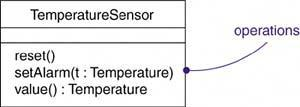 TemperatureSensor
operations
reset()
setAlarm(t : Temperature)
value() : Temperature